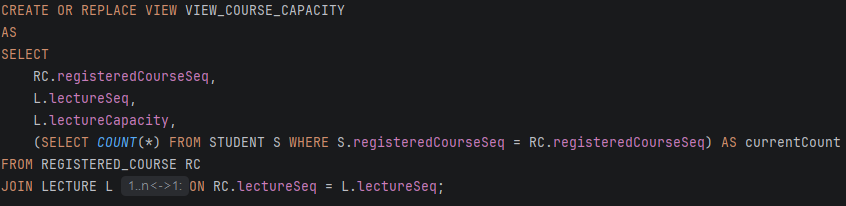 CREATE OR REPLACE VIEW VIEW_COURSE_CAPACITY
AS
SELECT
    RC.registeredCourseSeq,
    L.lectureSeq,
    L.lectureCapacity,
    (SELECT COUNT(*) FROM STUDENT S WHERE S.registeredCourseSeq = RC.registeredCourseSeq) AS currentCount
FROM REGISTERED_COURSE RC
JOIN LECTURE L 1..n<->1: ON RC.lectureSeq = L.lectureSeq;